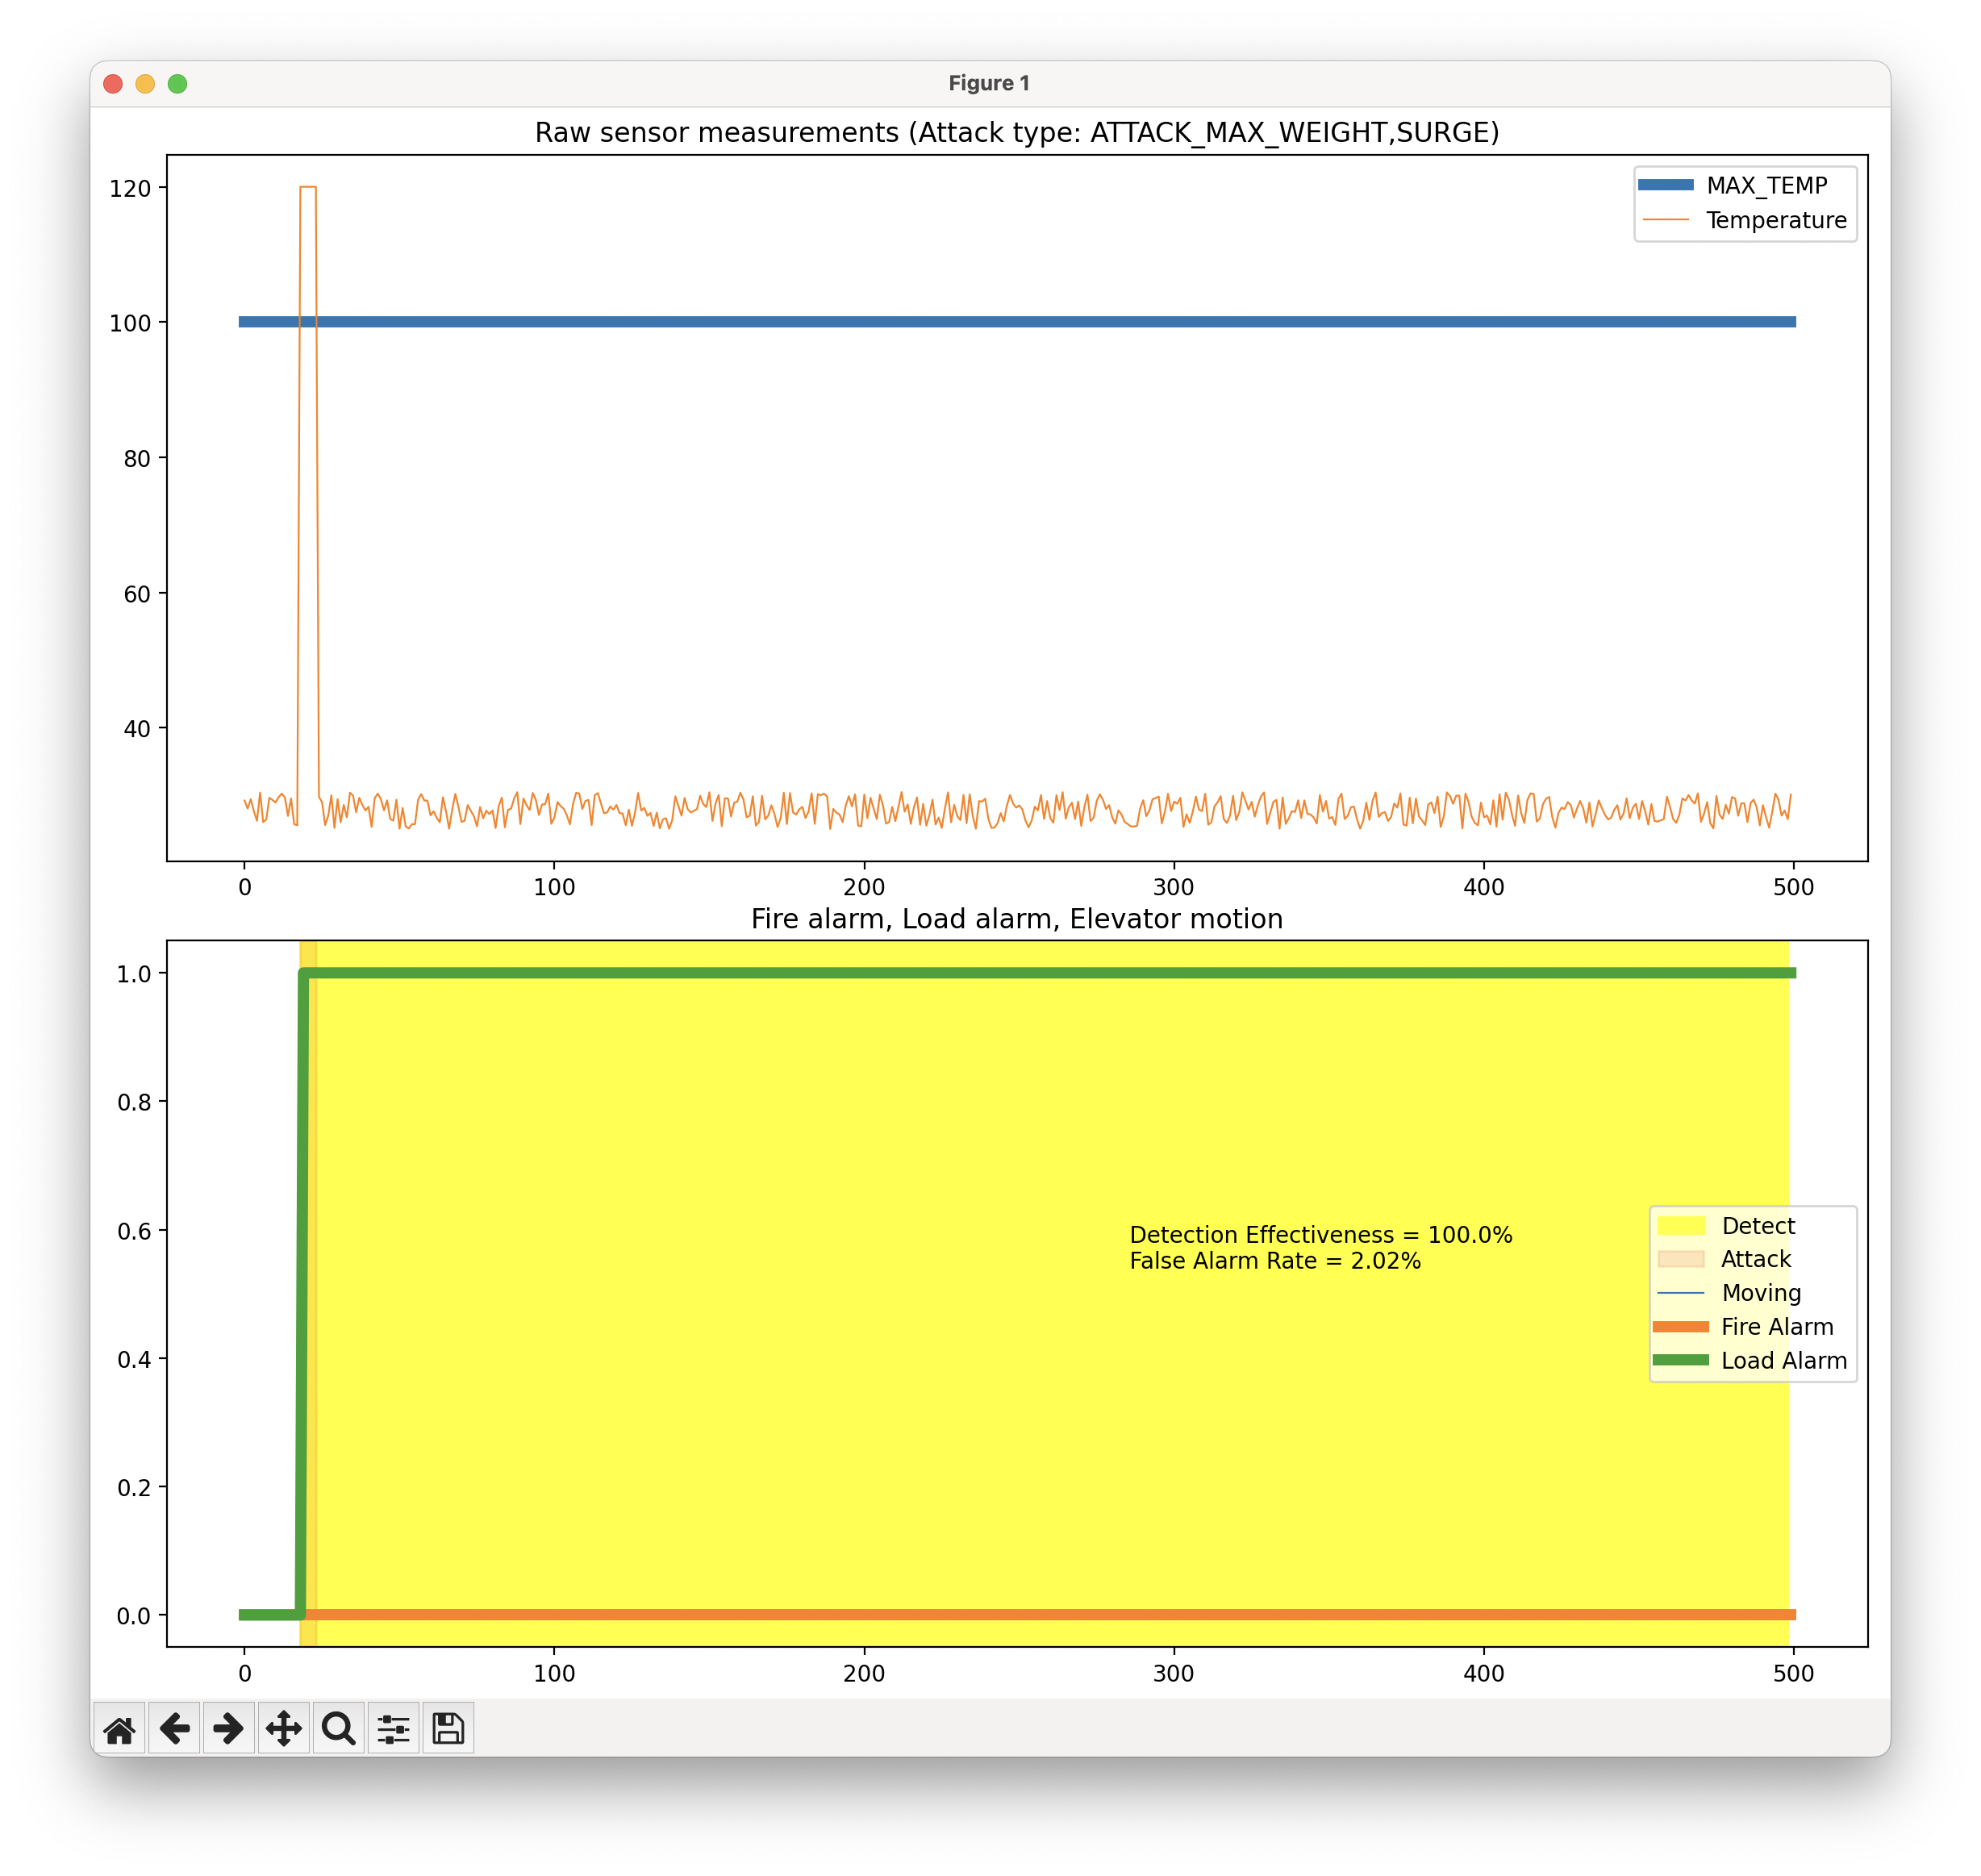 Figure 1
Raw sensor measurements (Attack type: ATTACK_MAX_WEIGHT,SURGE)
120
100
80
60
40
MAX_TEMP
Temperature
0 100 200 300 400 500
Fire alarm, Load alarm, Elevator motion
1.0
0.8
0.6
0.4
0.2
0.0
Detection Effectiveness = 100.0%
False Alarm Rate = 2.02%
Detect
Attack
Moving
Fire Alarm
Load Alarm
0 100 200 300 400 500